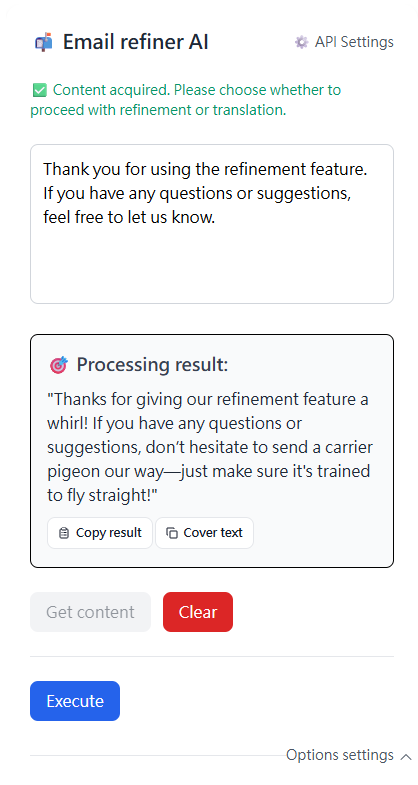 Email refiner AI
API Settings
Content acquired. Please choose whether to
proceed with refinement or translation.
Thank you for using the refinement feature.
If you have any questions or suggestions,
feel free to let us know.
Processing result:
"Thanks for giving our refinement feature a
whirl! If you have any questions or
suggestions, don’t hesitate to send a carrier
pigeon our way—just make sure it's trained
to fly straight!"
Copy result
Cover text
Get content
Clear
Execute
Options settings